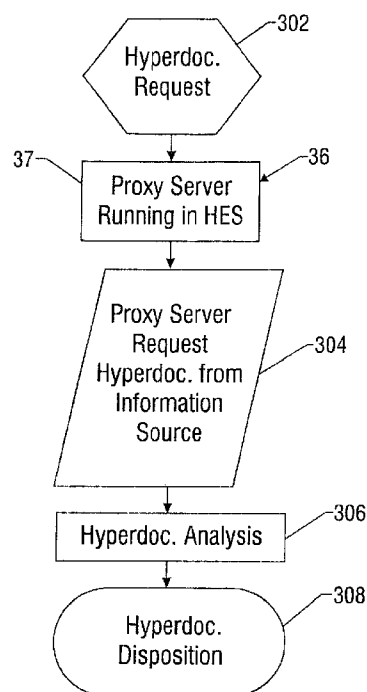 302
Hyperdoc.
Request
37
36
Proxy Server
Running in HES
Proxy Server
Request
Hyperdoc. from
Information
Source
304
Hyperdoc. Analysis
306
Hyperdoc.
Disposition
308